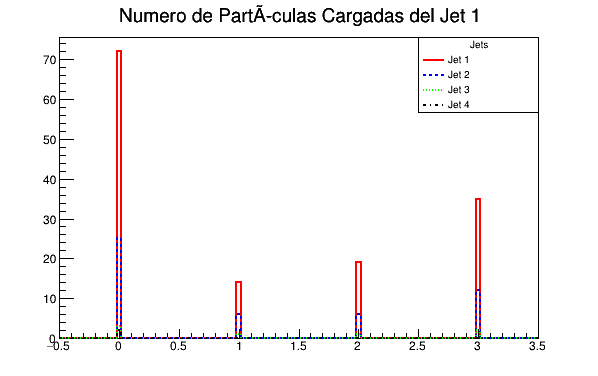 Numero de PartÃ-culas Cargadas del Jet 1
Jets
Jet 1
Jet 2
Jet 3
Jet 4
70
60
50
40
30
20
10
0
−0.5 0 0.5 1 1.5 2 2.5 3 3.5